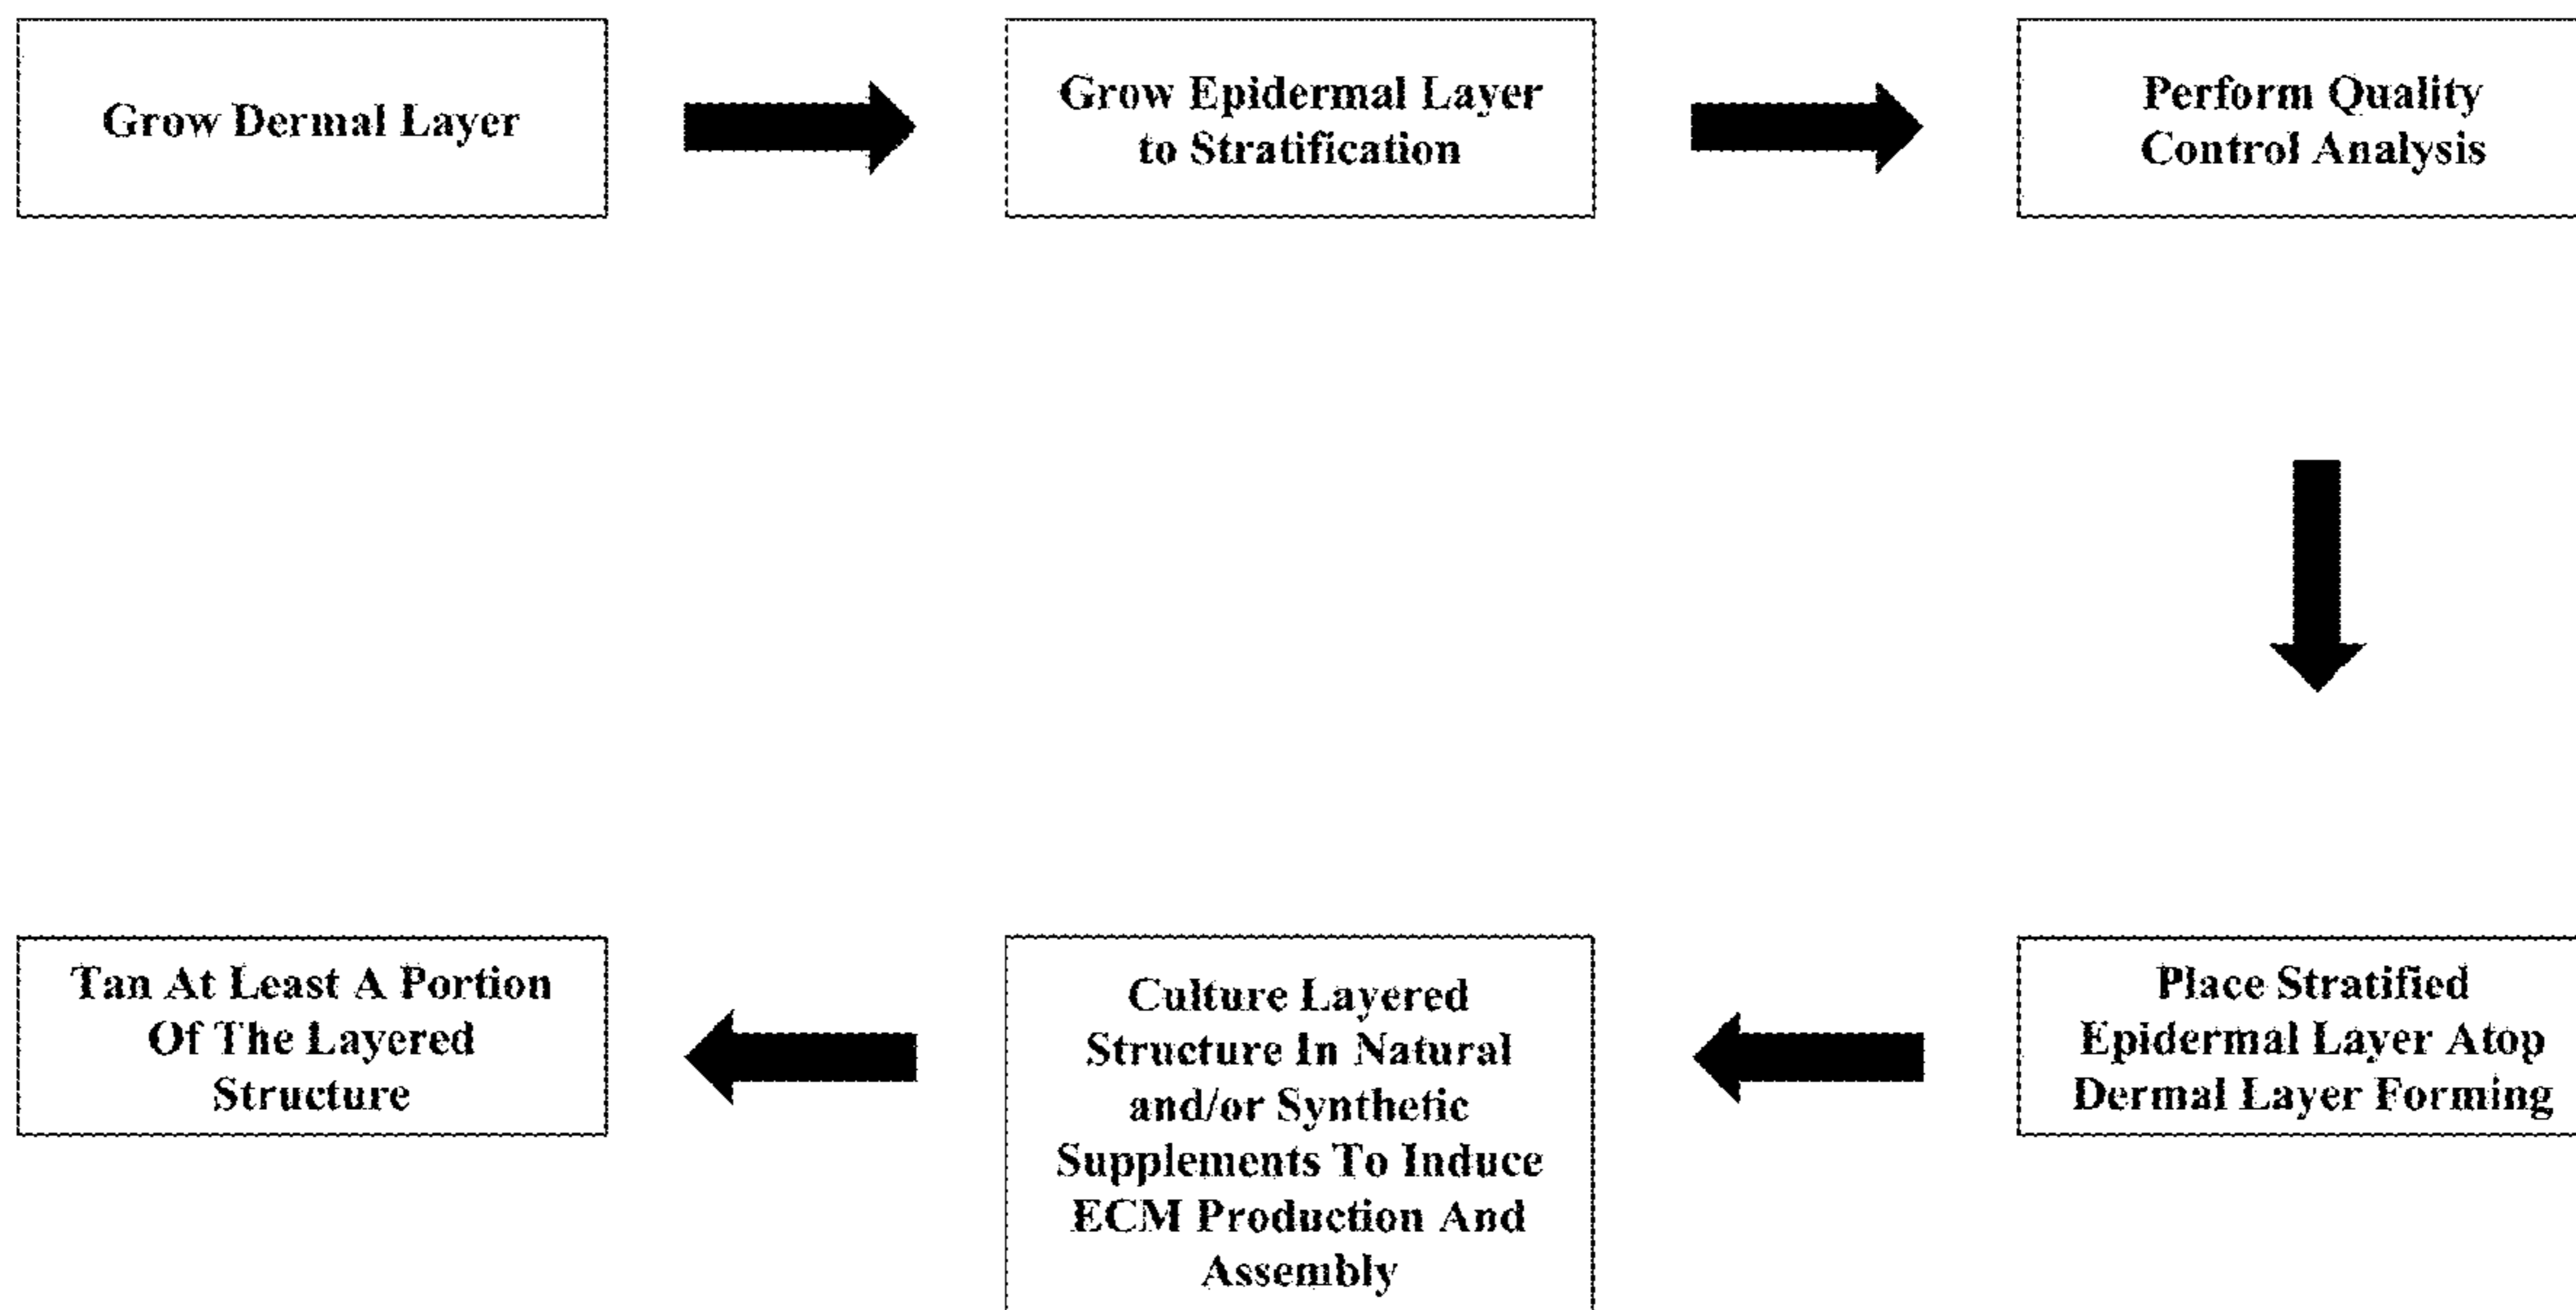 Grow Dermal Layer
Grow Epidermal Layer
to Stratification
Perform Quality
Control Analysis
Place Stratified
Epidermal Layer Atop
Dermal Layer Forming
Culture Layered
Structure In Natural
and/or Synthetic
Supplements To Induce
ECM Production And
Assembly
Tan At Least A Portion
Of The Layered
Structure